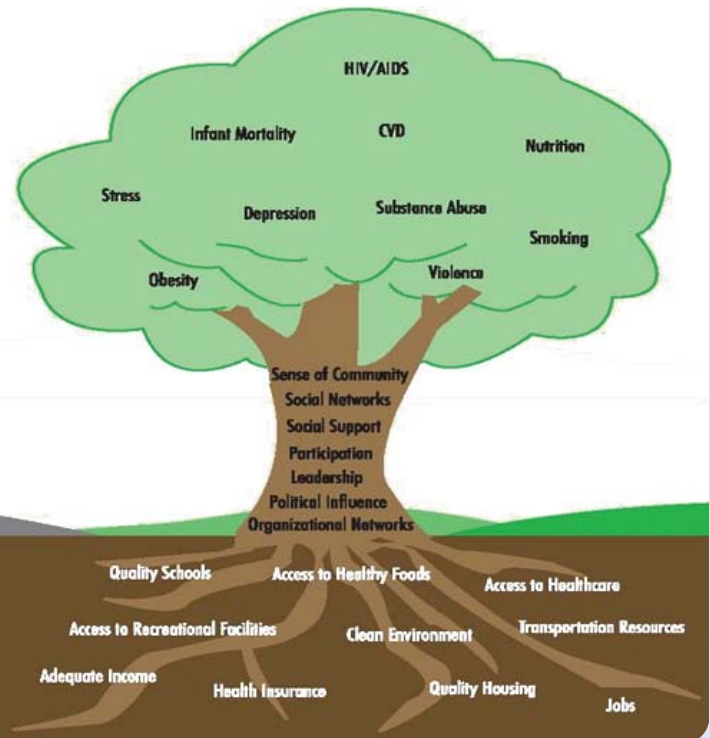 HIV/AIDS
Infant Mortality
CVD
Nutrition
Stress
Depression
Substance Abuse
Smoking
Obesity
Violence
Sense of Community
Social Networks
Social Support
Participation
Leadership
Political Influence
Organizational Networks
Quality Schools
Access to Healthy Foods
Access to Healthcare
Access to Recreational Facilities
Clean Environment
Transportation Resources
Adequate Income
Health Insurance
Quality Housing
Jobs